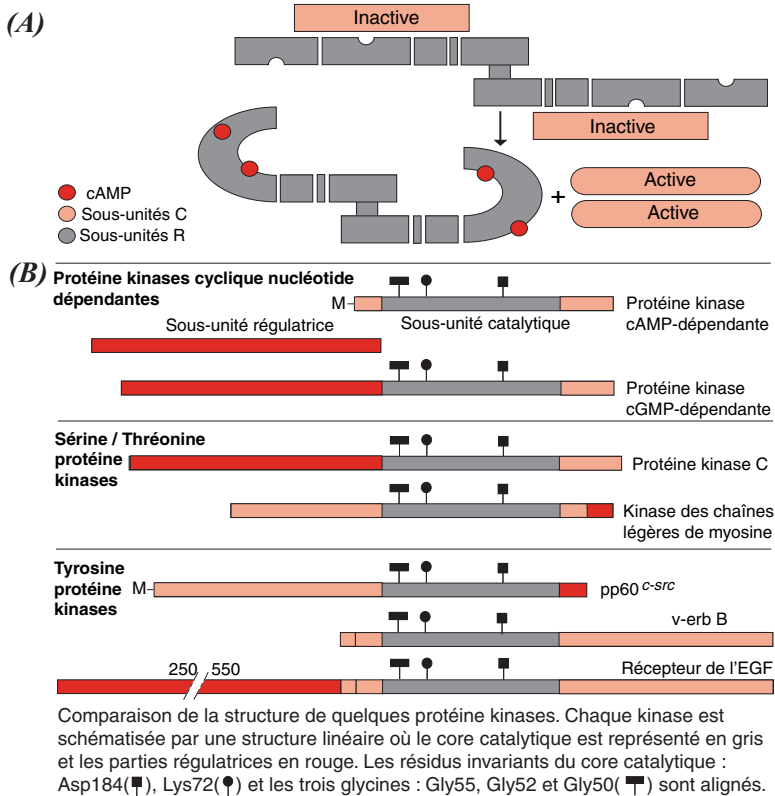 (A)
Inactive
Inactive
cAMP
Sous-unités C
Sous-unités R
+
Active
Active
(B)
Protéine kinases cyclique nucléotide
dépendantes
M
Protéine kinase
cAMP-dépendante
Sous-unité régulatrice
Sous-unité catalytique
Protéine kinase
cGMP-dépendante
Sérine / Thréonine
protéine
kinases
Protéine kinase C
Kinase des chaînes
légères de myosine
Tyrosine
protéine
kinases
M
pp60 c-src
v-erb B
250 550
Récepteur de l'EGF
Comparaison de la structure de quelques protéine kinases. Chaque kinase est
schématisée par une structure linéaire où le core catalytique est représenté en gris
et les parties régulatrices en rouge. Les résidus invariants du core catalytique :
Asp184( ), Lys72( ) et les trois glycines : Gly55, Gly52 et Gly50( ) sont alignés.